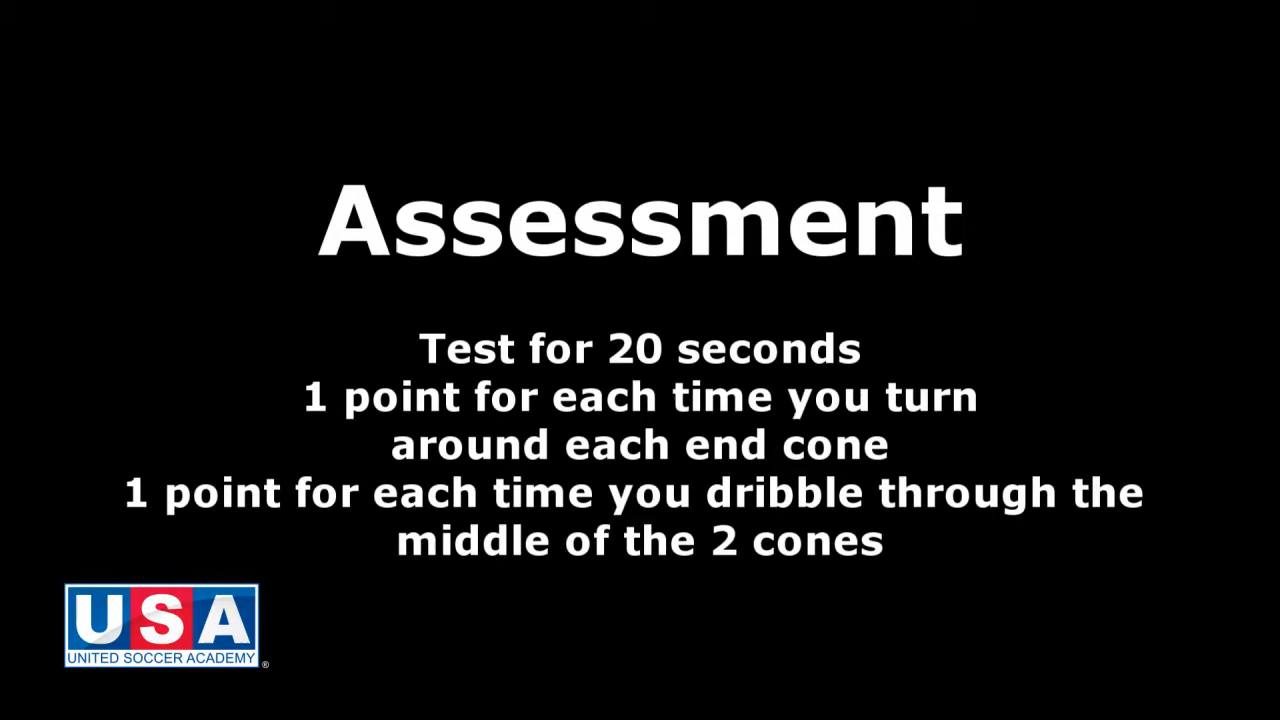 Assessment
Test for 20 seconds
1 point for each time you turn
around each end cone
1 point for each time you dribble through the
middle of the 2 cones
USA
UNITED SOCCER ACADEMY ®